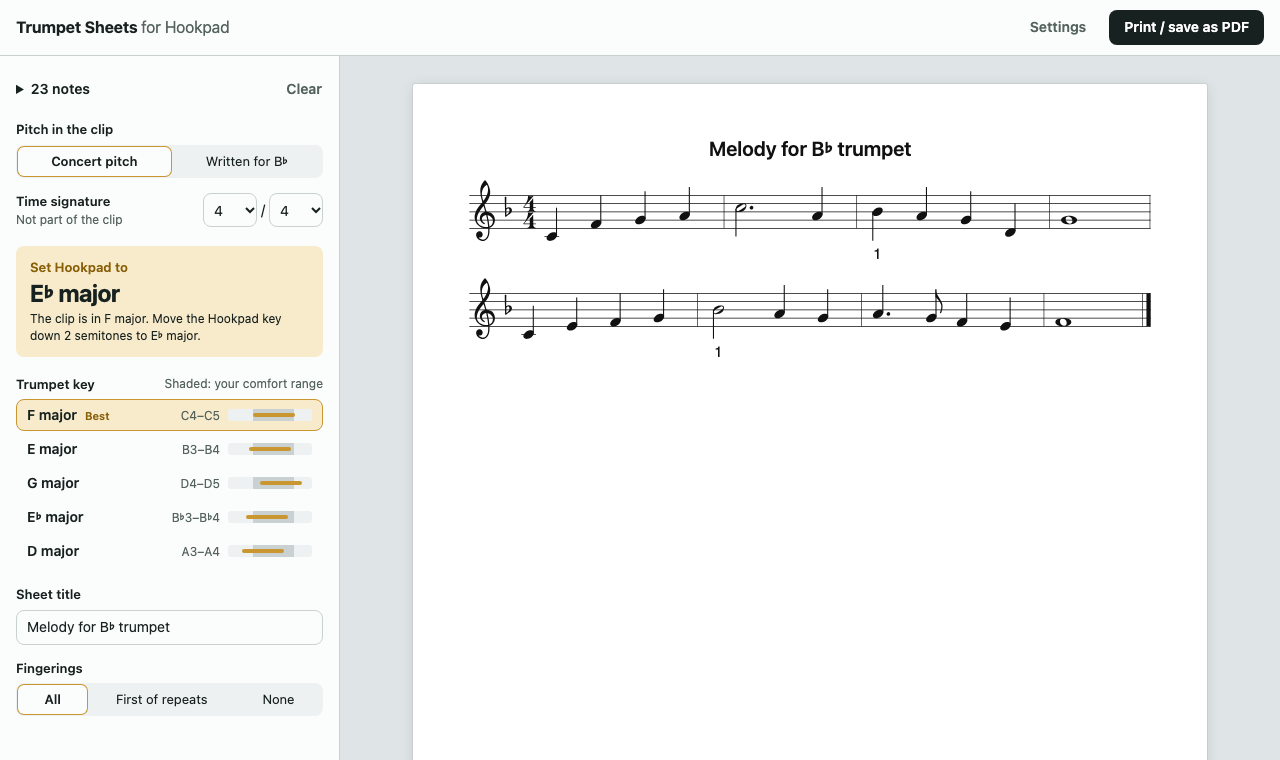 Trumpet Sheets for Hookpad
Settings
Print / save as PDF
23 notes
Clear
Pitch in the clip
Concert pitch
Written for B♭
Time signature
Not part of the clip
4 / 4
Set Hookpad to
E♭ major
The clip is in F major. Move the Hookpad key
down 2 semitones to E♭ major.
Trumpet key
Shaded: your comfort range
F major Best C4–C5
E major B3–B4
G major D4–D5
E♭ major B♭3–B♭4
D major A3–A4
Sheet title
Melody for B♭ trumpet
Fingerings
All
First of repeats
None
Melody for B♭ trumpet
4
4
1
1